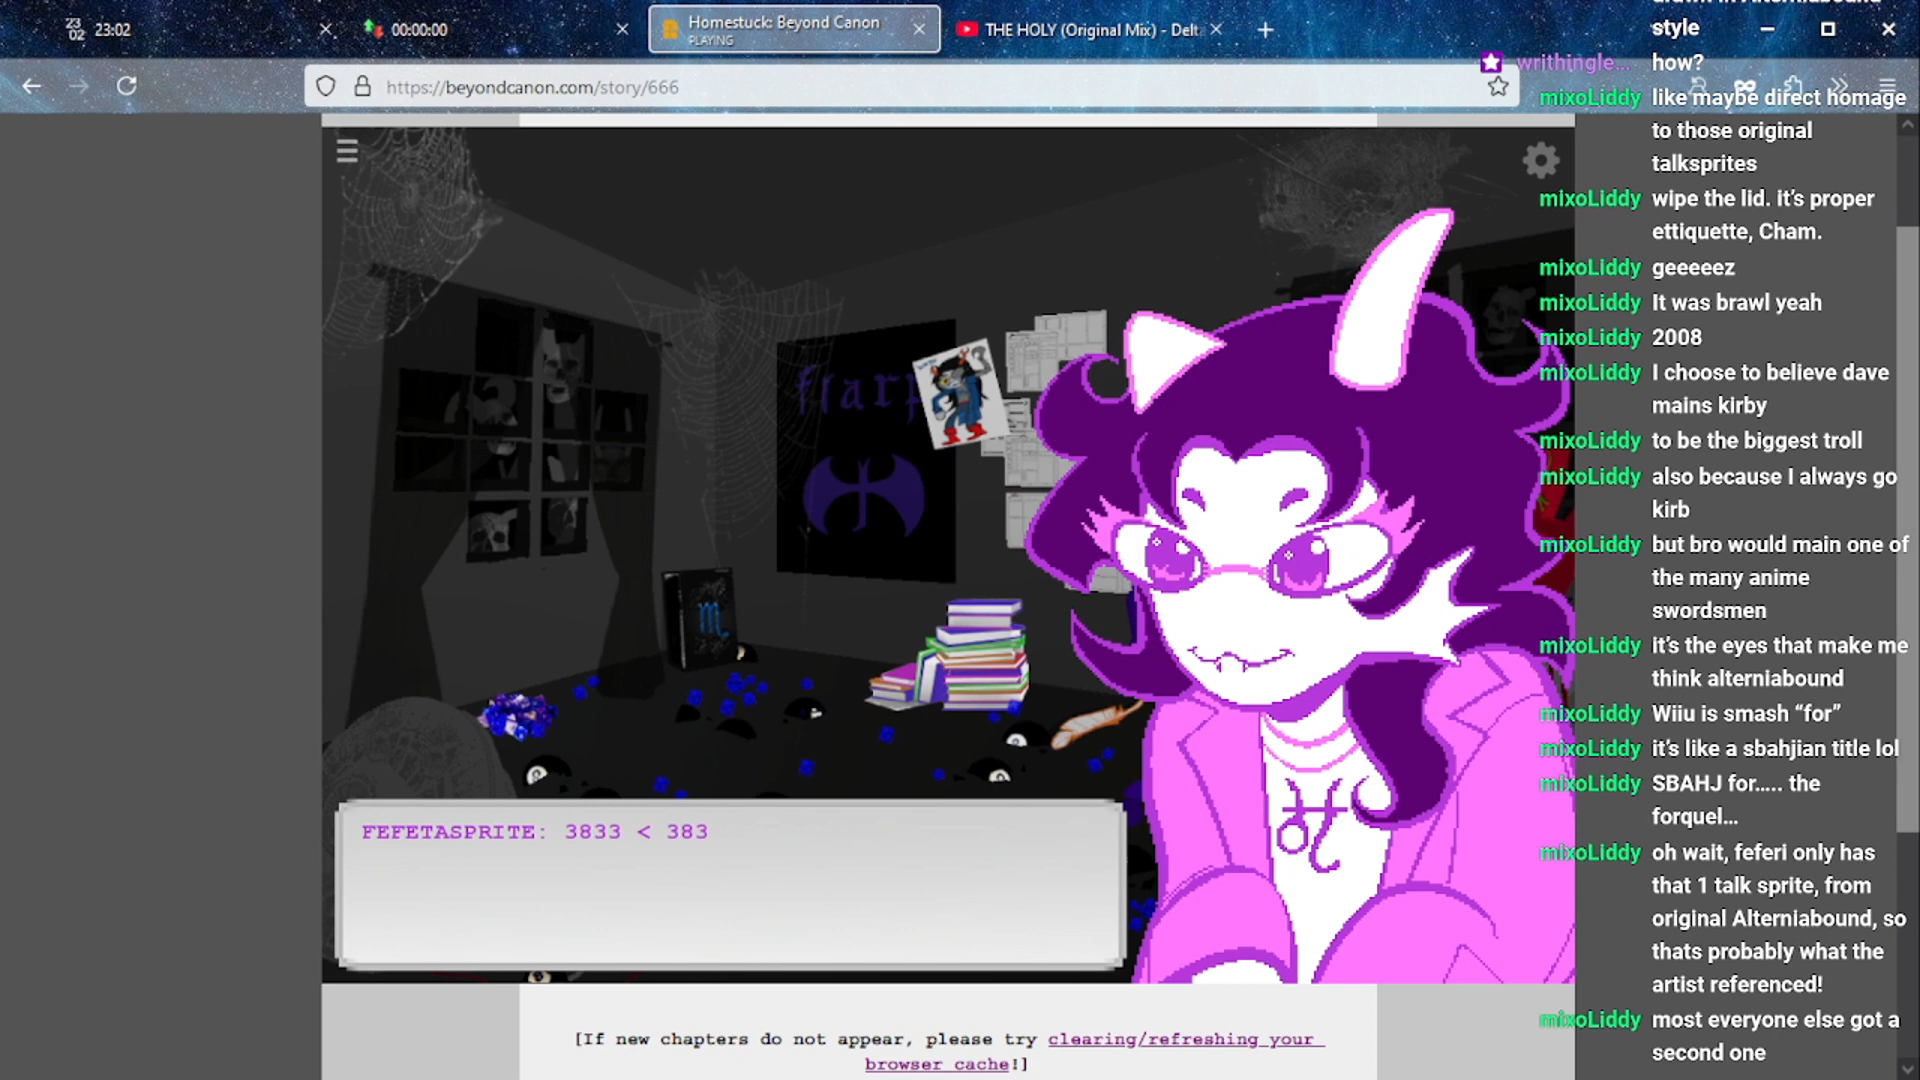 23
02
23:02
00:00:00
Homestuck: Beyond Canon
PLAYING
THE HOLY (Original Mix) - Delt
https://beyondcanon.com/story/666
flarp
8
8
FEFETASPRITE: 3833 < 383
[If new chapters do not appear, please try clearing/refreshing your
browser cache!]
style
writhingle... how?
mixoLiddy like maybe direct homage
to those original
talksprites
mixoLiddy wipe the lid. it’s proper
ettiquette, Cham.
mixoLiddy geeeeez
mixoLiddy It was brawl yeah
mixoLiddy 2008
mixoLiddy I choose to believe dave
mains kirby
mixoLiddy to be the biggest troll
mixoLiddy also because I always go
kirb
mixoLiddy but bro would main one of
the many anime
swordsmen
mixoLiddy it’s the eyes that make me
think alterniabound
mixoLiddy Wiiu is smash “for”
mixoLiddy it’s like a sbahjian title lol
mixoLiddy SBAHJ for..... the
forquel...
mixoLiddy oh wait, feferi only has
that 1 talk sprite, from
original Alterniabound, so
thats probably what the
artist referenced!
mixoLiddy most everyone else got a
second one